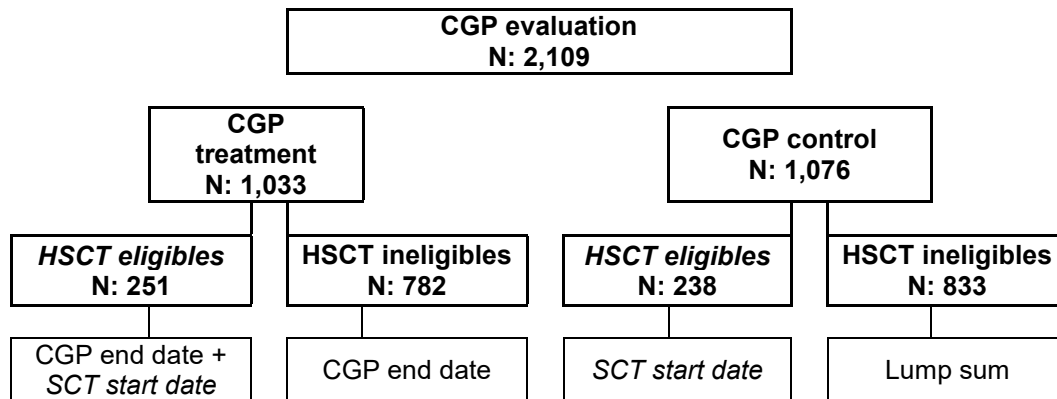 CGP evaluation
N: 2,109
CGP
treatment
N: 1,033
CGP control
N: 1,076
HSCT eligibles
N: 251
HSCT ineligibles
N: 782
HSCT eligibles
N: 238
HSCT ineligibles
N: 833
CGP end date +
SCT start date
CGP end date
SCT start date
Lump sum